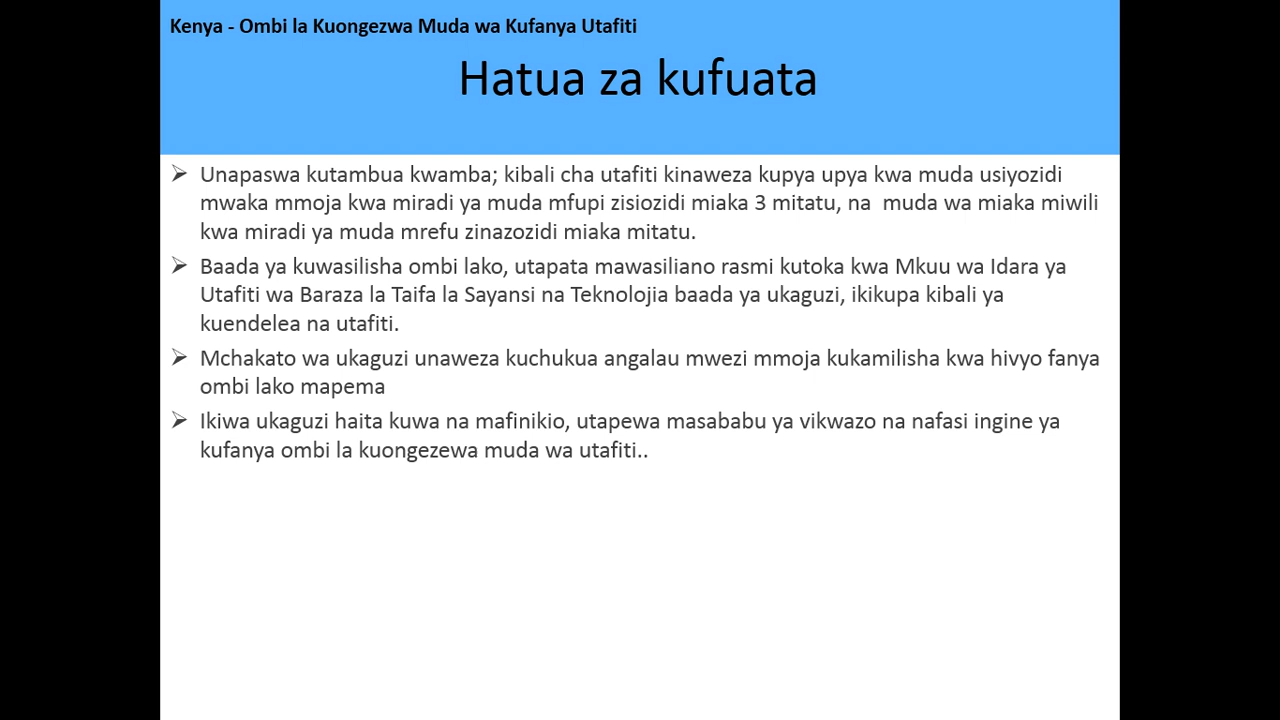 Kenya - Ombi la Kuongezwa Muda wa Kufanya Utafiti
Hatua za kufuata
➢ Unapaswa kutambua kwamba; kibali cha utafiti kinaweza kupya upya kwa muda usiyozidi
mwaka mmoja kwa miradi ya muda mfupi zisiozidi miaka 3 mitatu, na  muda wa miaka miwili
kwa miradi ya muda mrefu zinazozidi miaka mitatu.
➢ Baada ya kuwasilisha ombi lako, utapata mawasiliano rasmi kutoka kwa Mkuu wa Idara ya
Utafiti wa Baraza la Taifa la Sayansi na Teknolojia baada ya ukaguzi, ikikupa kibali ya
kuendelea na utafiti.
➢ Mchakato wa ukaguzi unaweza kuchukua angalau mwezi mmoja kukamilisha kwa hivyo fanya
ombi lako mapema
➢ Ikiwa ukaguzi haita kuwa na mafinikio, utapewa masababu ya vikwazo na nafasi ingine ya
kufanya ombi la kuongezewa muda wa utafiti..